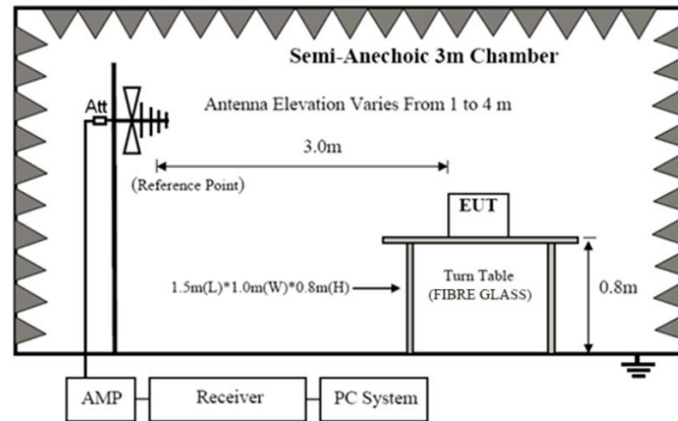 Semi-Anechoic 3m Chamber
Att
Antenna Elevation Varies From 1 to 4 m
3.0m
(Reference Point)
EUT
1.5m(L)*1.0m(W)*0.8m(H)
Turn Table
(FIBRE GLASS)
0.8m
AMP
Receiver
PC System